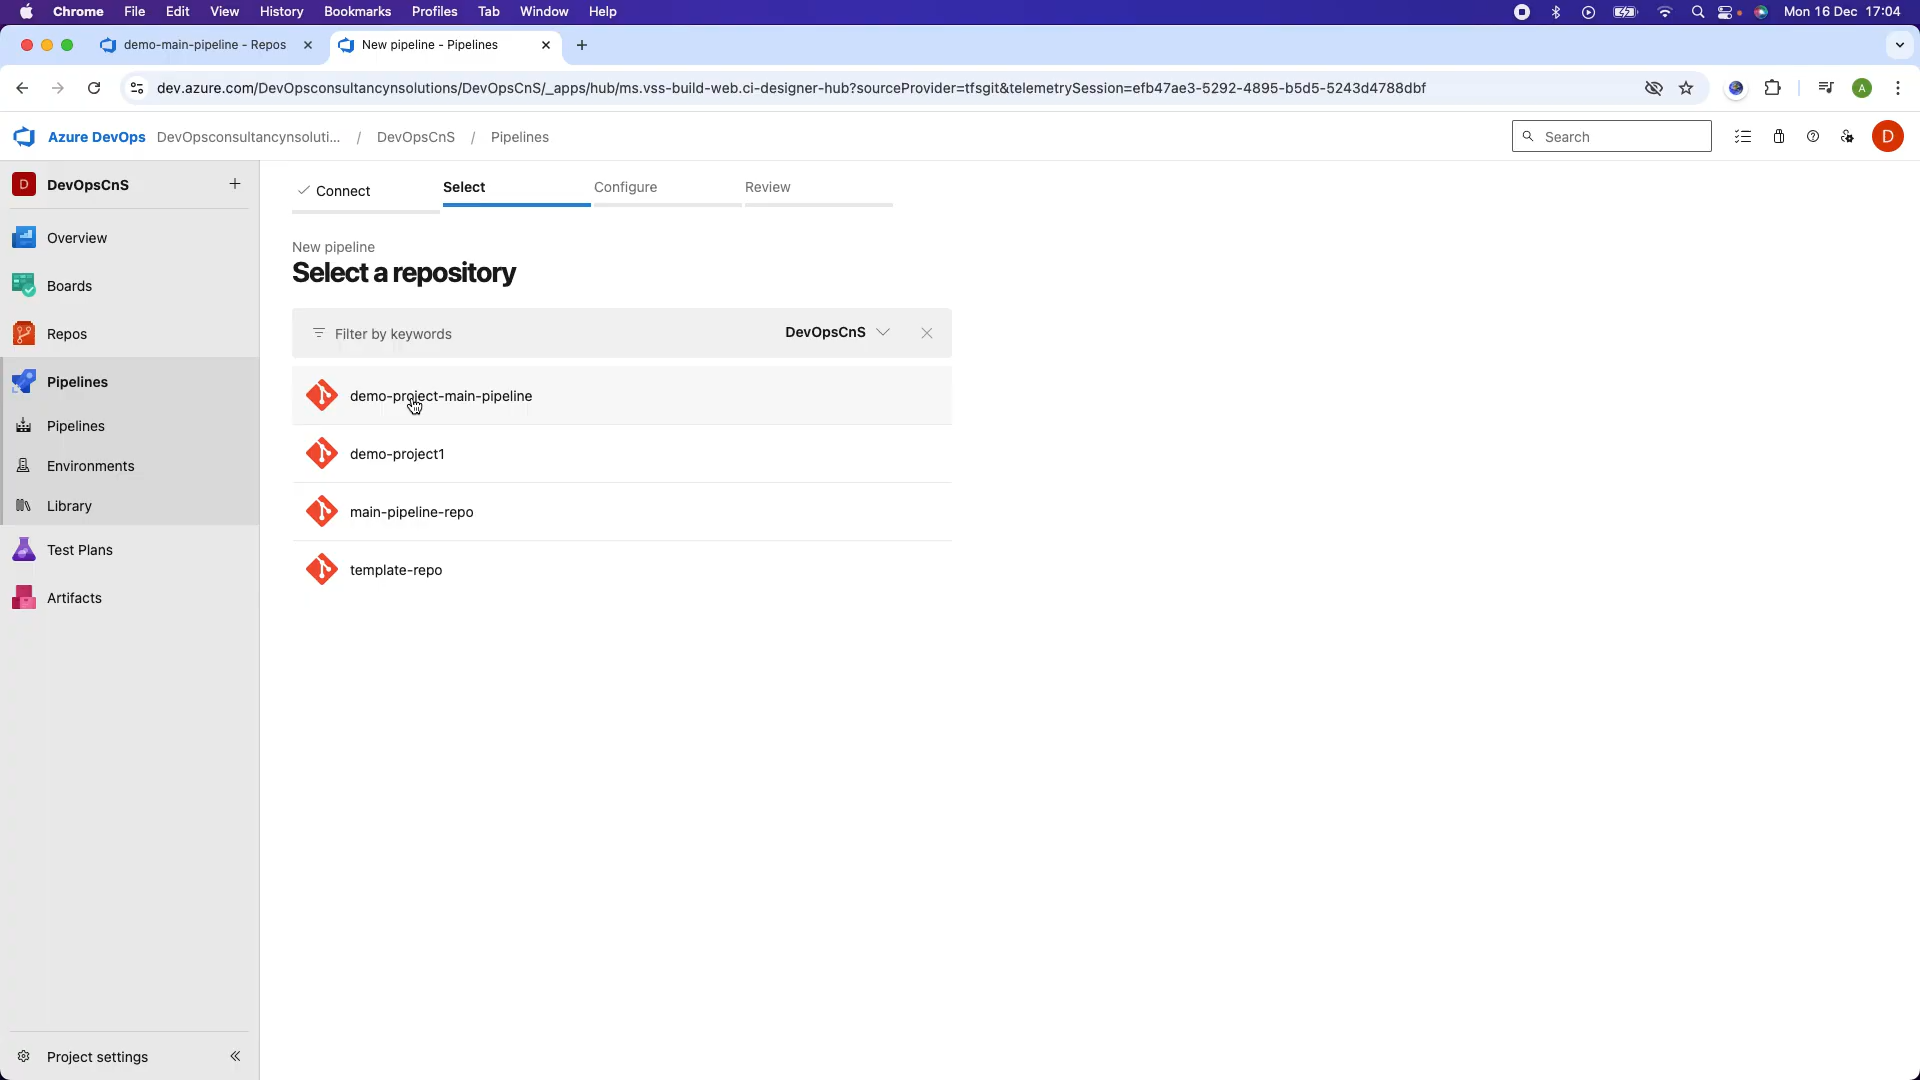 Chrome File Edit View History Bookmarks Profiles Tab Window Help Mon 16 Dec 17:04
demo-main-pipeline - Repos New pipeline - Pipelines
dev.azure.com/DevOpsconsultancynsolutions/DevOpsCnS/_apps/hub/ms.vss-build-web.ci-designer-hub?sourceProvider=tfsgit&telemetrySession=efb47ae3-5292-4895-b5d5-5243d4788dbf A
Azure DevOps DevOpsconsultancynsoluti... / DevOpsCnS / Pipelines Search D
D DevOpsCnS
Overview
Boards
Repos
Pipelines
Pipelines
Environments
Library
Test Plans
Artifacts
Project settings
Connect Select Configure Review
New pipeline
Select a repository
Filter by keywords DevOpsCnS
demo-project-main-pipeline
demo-project1
main-pipeline-repo
template-repo